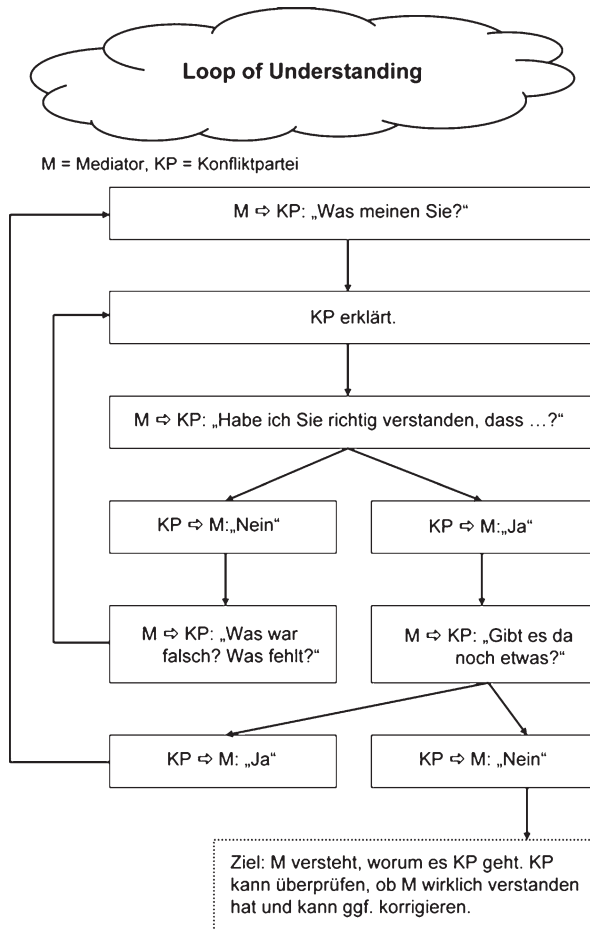 Loop of Understanding
M = Mediator, KP = Konfliktpartei
M ⇨ KP: „Was meinen Sie?“
KP erklärt.
M ⇨ KP: „Habe ich Sie richtig verstanden, dass …?“
KP ⇨ M:„Nein“
KP ⇨ M:„Ja“
M ⇨ KP: „Was war
falsch? Was fehlt?“
M ⇨ KP: „Gibt es da
noch etwas?“
KP ⇨ M: „Ja“
KP ⇨ M: „Nein“
Ziel: M versteht, worum es KP geht. KP
kann überprüfen, ob M wirklich verstanden
hat und kann ggf. korrigieren.